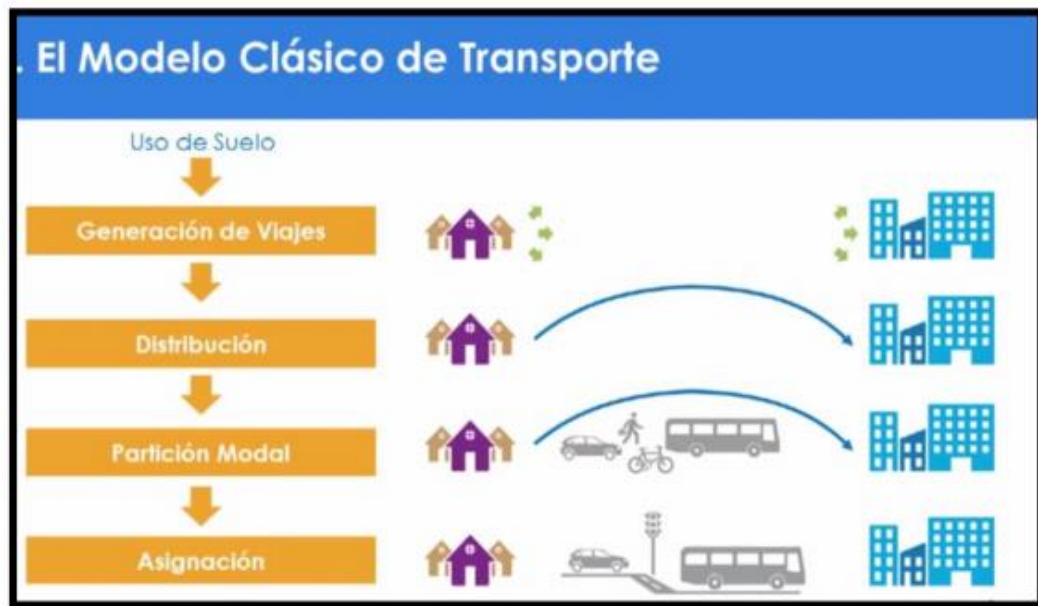 . El Modelo Clásico de Transporte
Uso de Suelo
Generación de Viajes
Distribución
Partición Modal
Asignación